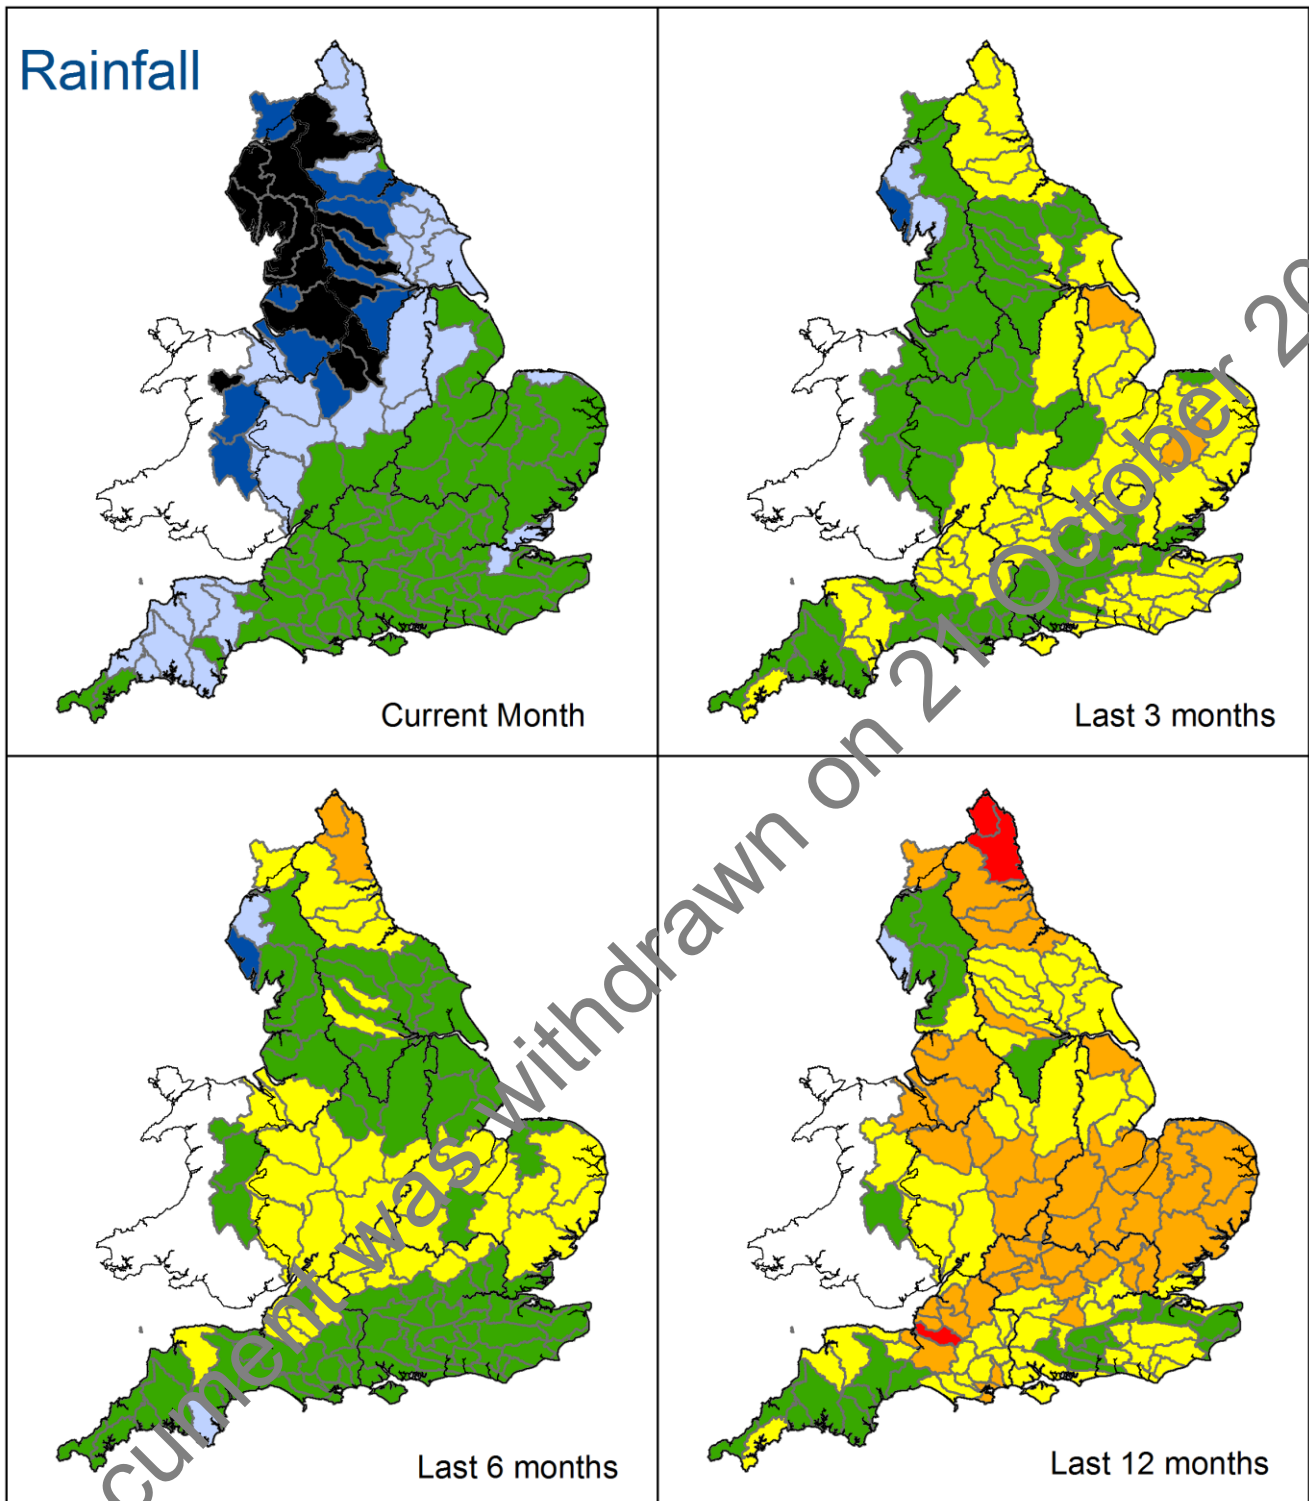 Rainfall
Current Month
Last 3 months
Last 6 months
Last 12 months
cument was withdrawn on 21 October 20